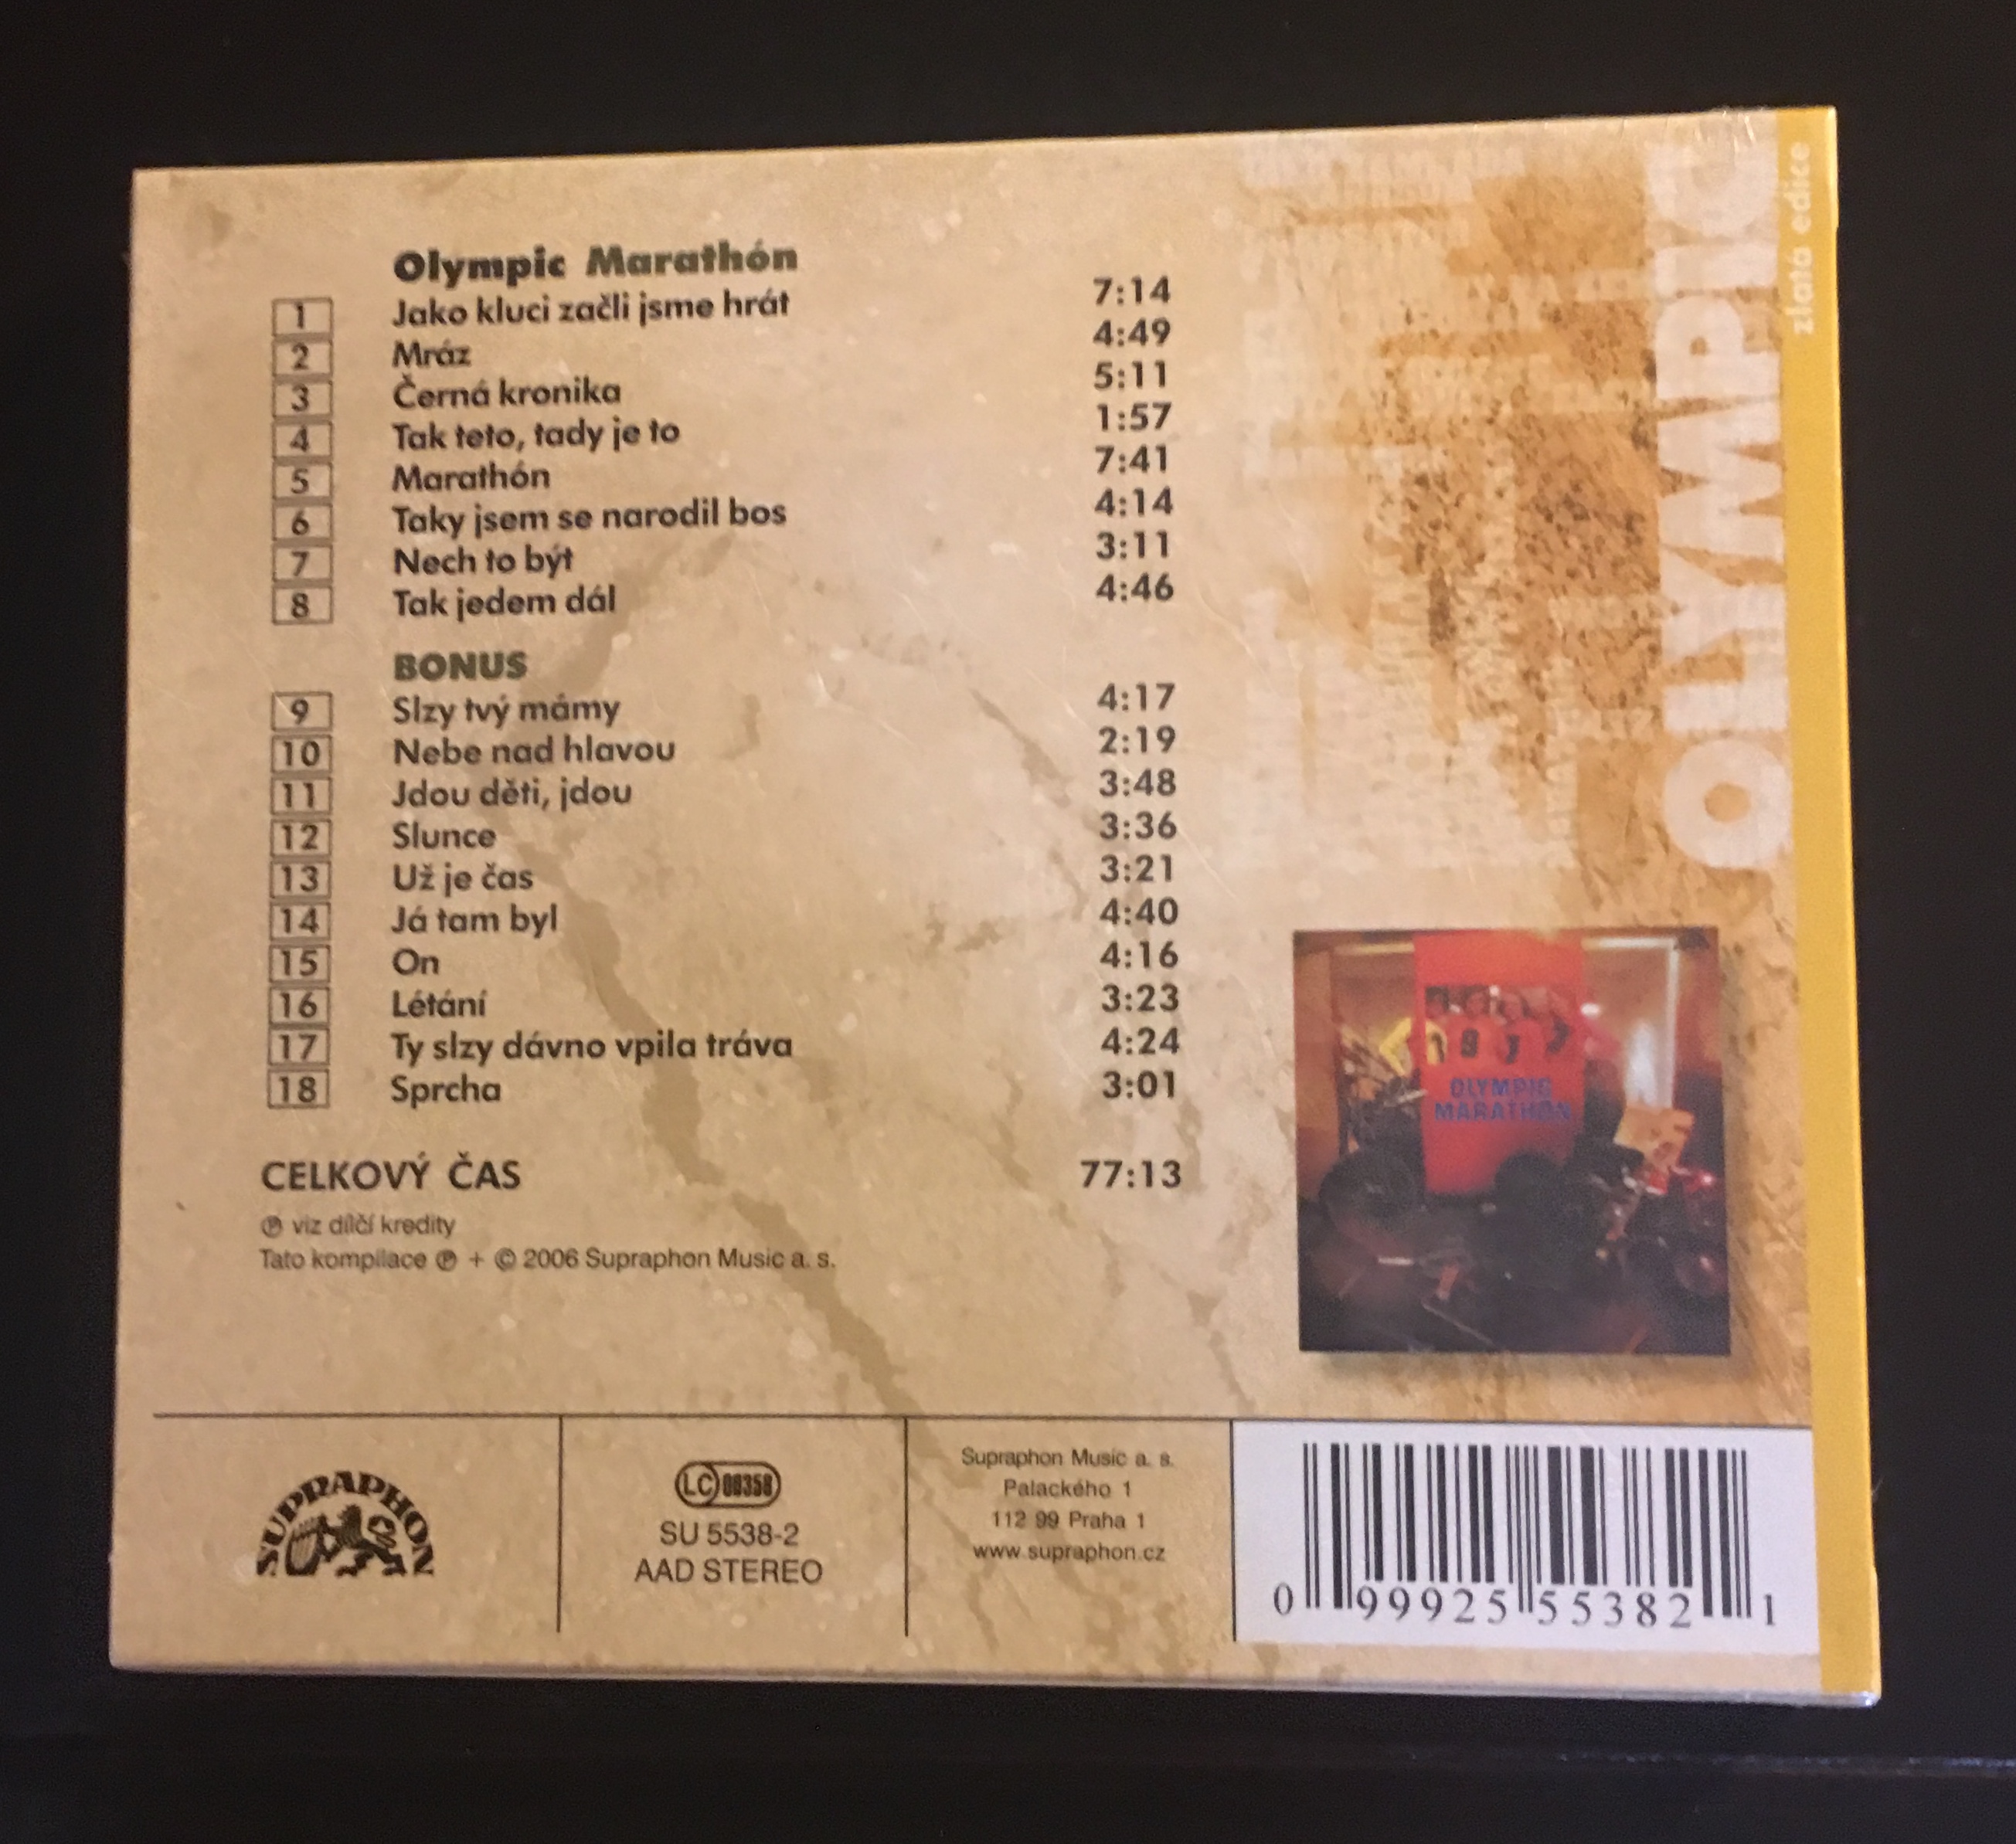 Olympic Marathón
1 Jako kluci začli jsme hrát 7:14
2 Mráz 4:49
3 Černá kronika 5:11
4 Tak teto, tady je to 1:57
5 Marathón 7:41
6 Taky jsem se narodil bos 4:14
7 Nech to být 3:11
8 Tak jedem dál 4:46
BONUS
9 Slzy tvý mámy 4:17
10 Nebe nad hlavou 2:19
11 Jdou děti, jdou 3:48
12 Slunce 3:36
13 Už je čas 3:21
14 Já tam byl 4:40
15 On 4:16
16 Létání 3:23
17 Ty slzy dávno vpila tráva 4:24
18 Sprcha 3:01
CELKOVÝ ČAS 77:13
℗ viz dílčí kredity
Tato kompilace ℗ + © 2006 Supraphon Music a. s.
OLYMPIC
zlatá edice
OLYMPIC
MARATHON
SUPRAPHON
LC 00358
SU 5538-2
AAD STEREO
Supraphon Music a. s.
Palackého 1
112 99 Praha 1
www.supraphon.cz
0 99925 55382 1